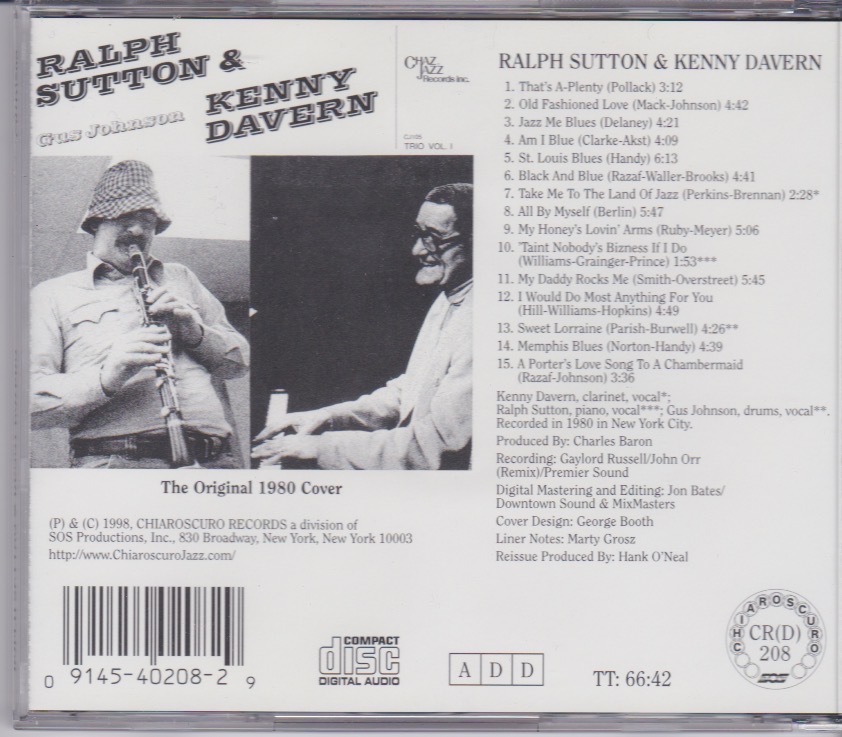 RALPH
SUTTON &
Gus Johnson
KENNY
DAVERN
CHAZ
JAZZ
Records inc.
TRIO VOL. I
RALPH SUTTON & KENNY DAVERN
1. That's A-Plenty (Pollack) 3:12
2. Old Fashioned Love (Mack-Johnson) 4:42
3. Jazz Me Blues (Delaney) 4:21
4. Am I Blue (Clarke-Akst) 4:09
5. St. Louis Blues (Handy) 6:13
6. Black And Blue (Razaf-Waller-Brooks) 4:41
7. Take Me To The Land Of Jazz (Perkins-Brennan) 2:28*
8. All By Myself (Berlin) 5:47
9. My Honey's Lovin' Arms (Ruby-Meyer) 5:06
10. 'Taint Nobody's Bizness If I Do
(Williams-Grainger-Prince) 1:53***
11. My Daddy Rocks Me (Smith-Overstreet) 5:45
12. I Would Do Most Anything For You
(Hill-Williams-Hopkins) 4:49
13. Sweet Lorraine (Parish-Burwell) 4:26**
14. Memphis Blues (Norton-Handy) 4:39
15. A Porter's Love Song To A Chambermaid
(Razaf-Johnson) 3:36
Kenny Davern, clarinet, vocal*;
Ralph Sutton, piano, vocal***; Gus Johnson, drums, vocal**.
Recorded in 1980 in New York City.
Produced By: Charles Baron
Recording: Gaylord Russell/John Orr
(Remix)/Premier Sound
Digital Mastering and Editing: Jon Bates/
Downtown Sound & MixMasters
Cover Design: George Booth
Liner Notes: Marty Grosz
Reissue Produced By: Hank O'Neal
The Original 1980 Cover
(P) & (C) 1998, CHIAROSCURO RECORDS a division of
SOS Productions, Inc., 830 Broadway, New York, New York 10003
http://www.ChiaroscuroJazz.com/
0 9145-40208-2 9
COMPACT
disc
DIGITAL AUDIO
A D D
TT: 66:42
CHIAROSCURO
CR(D)
208
SOS